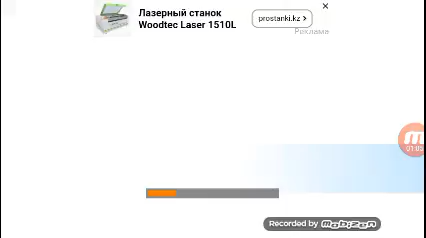 Лазерный станок
Woodtec Laser 1510L
prostanki.kz
Реклама
Recorded by mobizen